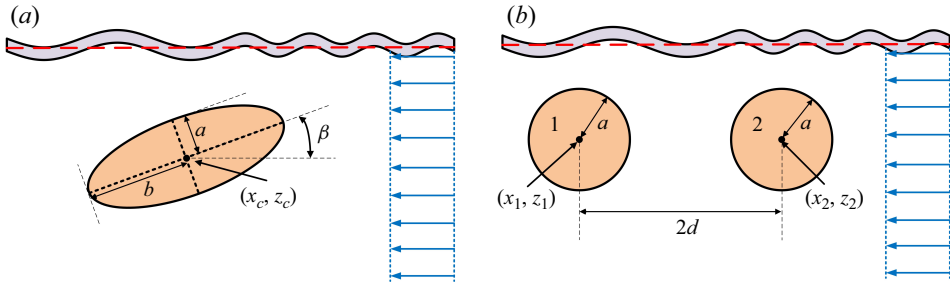 (a)
a
β
b
(x_c, z_c)
(b)
1
a
2
a
(x_1, z_1)
(x_2, z_2)
2d